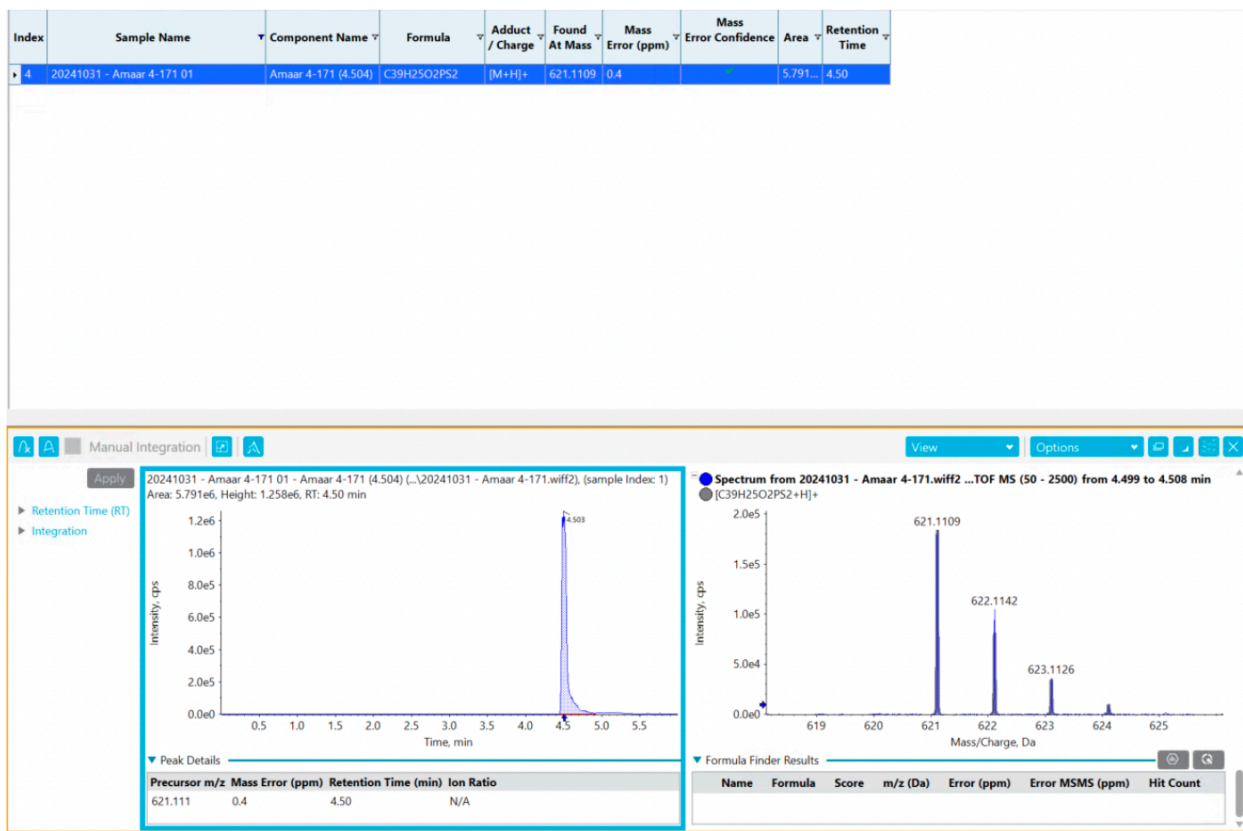 Index Sample Name Component Name Formula Adduct / Charge Found At Mass Mass Error (ppm) Mass Error Confidence Area Retention Time
4 20241031 - Amaar 4-171 01 Amaar 4-171 (4.504) C39H25O2PS2 [M+H]+ 621.1109 0.4 5.791... 4.50
Manual Integration
View
Options
Apply
Retention Time (RT)
Integration
20241031 - Amaar 4-171 01 - Amaar 4-171 (4.504) (...\20241031 - Amaar 4-171.wiff2), (sample Index: 1)
Area: 5.791e6, Height: 1.258e6, RT: 4.50 min
4.503
1.2e6
1.0e6
8.0e5
6.0e5
4.0e5
2.0e5
0.0e0
Intensity, cps
0.5 1.0 1.5 2.0 2.5 3.0 3.5 4.0 4.5 5.0 5.5
Time, min
Peak Details
Precursor m/z Mass Error (ppm) Retention Time (min) Ion Ratio
621.111 0.4 4.50 N/A
Spectrum from 20241031 - Amaar 4-171.wiff2 ...TOF MS (50 - 2500) from 4.499 to 4.508 min
[C39H25O2PS2+H]+
2.0e5
1.5e5
1.0e5
5.0e4
0.0e0
Intensity, cps
621.1109
622.1142
623.1126
619 620 621 622 623 624 625
Mass/Charge, Da
Formula Finder Results
Name Formula Score m/z (Da) Error (ppm) Error MSMS (ppm) Hit Count